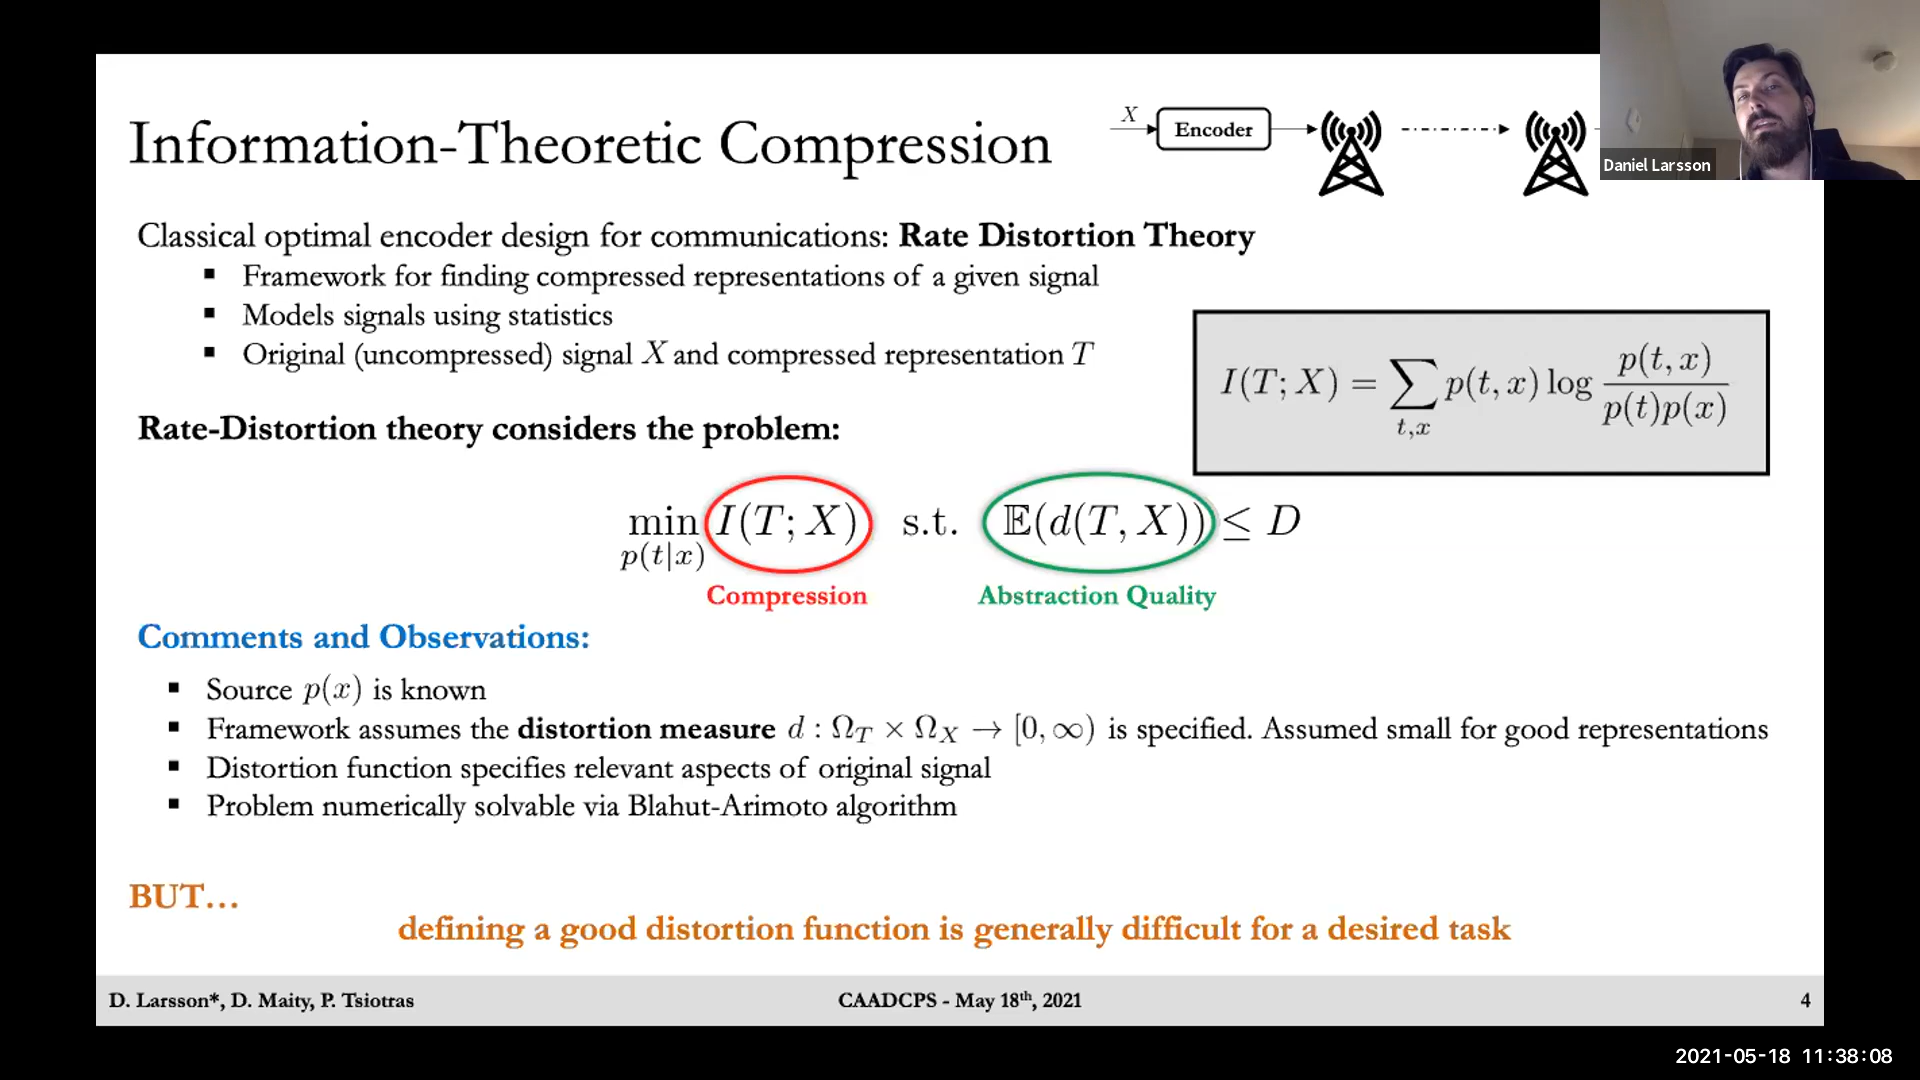 Information-Theoretic Compression
X
Encoder
Daniel Larsson
Classical optimal encoder design for communications: Rate Distortion Theory
▪ Framework for finding compressed representations of a given signal
▪ Models signals using statistics
▪ Original (uncompressed) signal X and compressed representation T
I(T; X) = ∑_{t,x} p(t, x) log p(t, x) / p(t)p(x)
Rate-Distortion theory considers the problem:
min_{p(t|x)} I(T; X) s.t. 𝔼(d(T, X)) ≤ D
Compression
Abstraction Quality
Comments and Observations:
▪ Source p(x) is known
▪ Framework assumes the distortion measure d : Ω_T × Ω_X → [0, ∞) is specified. Assumed small for good representations
▪ Distortion function specifies relevant aspects of original signal
▪ Problem numerically solvable via Blahut-Arimoto algorithm
BUT…
defining a good distortion function is generally difficult for a desired task
D. Larsson*, D. Maity, P. Tsiotras
CAADCPS - May 18th, 2021
4
2021-05-18 11:38:08